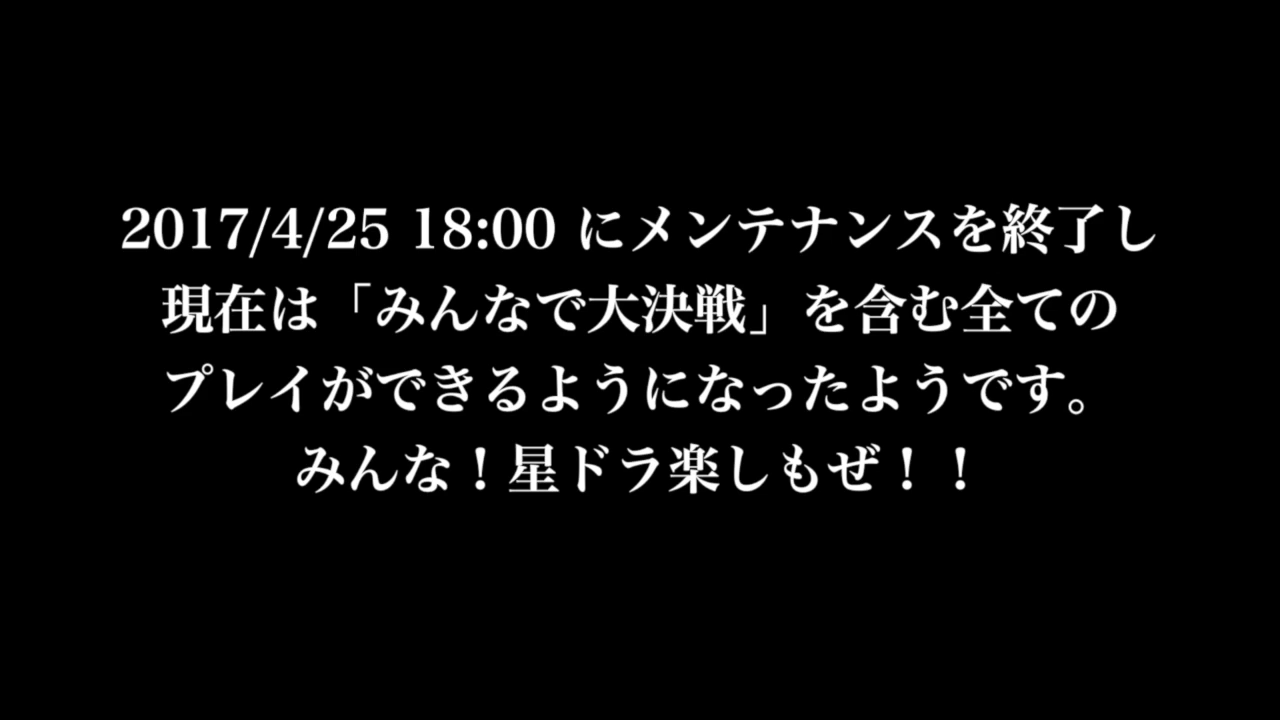 2017/4/25 18:00 にメンテナンスを終了し
現在は「みんなで大決戦」を含む全ての
プレイができるようになったようです。
みんな！星ドラ楽しもぜ！！